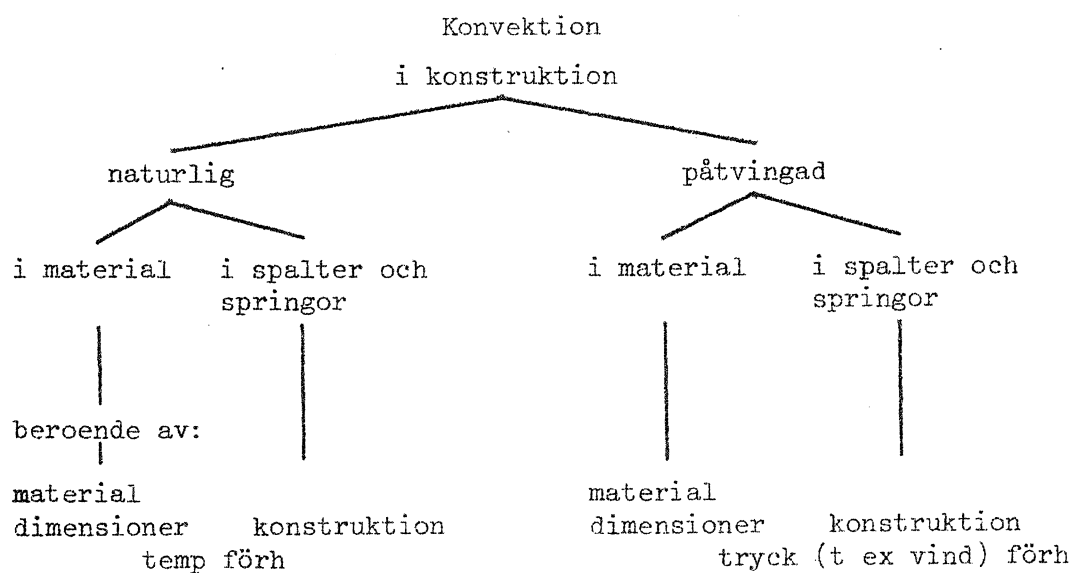 Konvektion
i konstruktion
naturlig
påtvingad
i material
i spalter och
springor
i material
i spalter och
springor
beroende av:
material
dimensioner
konstruktion
temp förh
material
dimensioner
konstruktion
tryck (t ex vind) förh